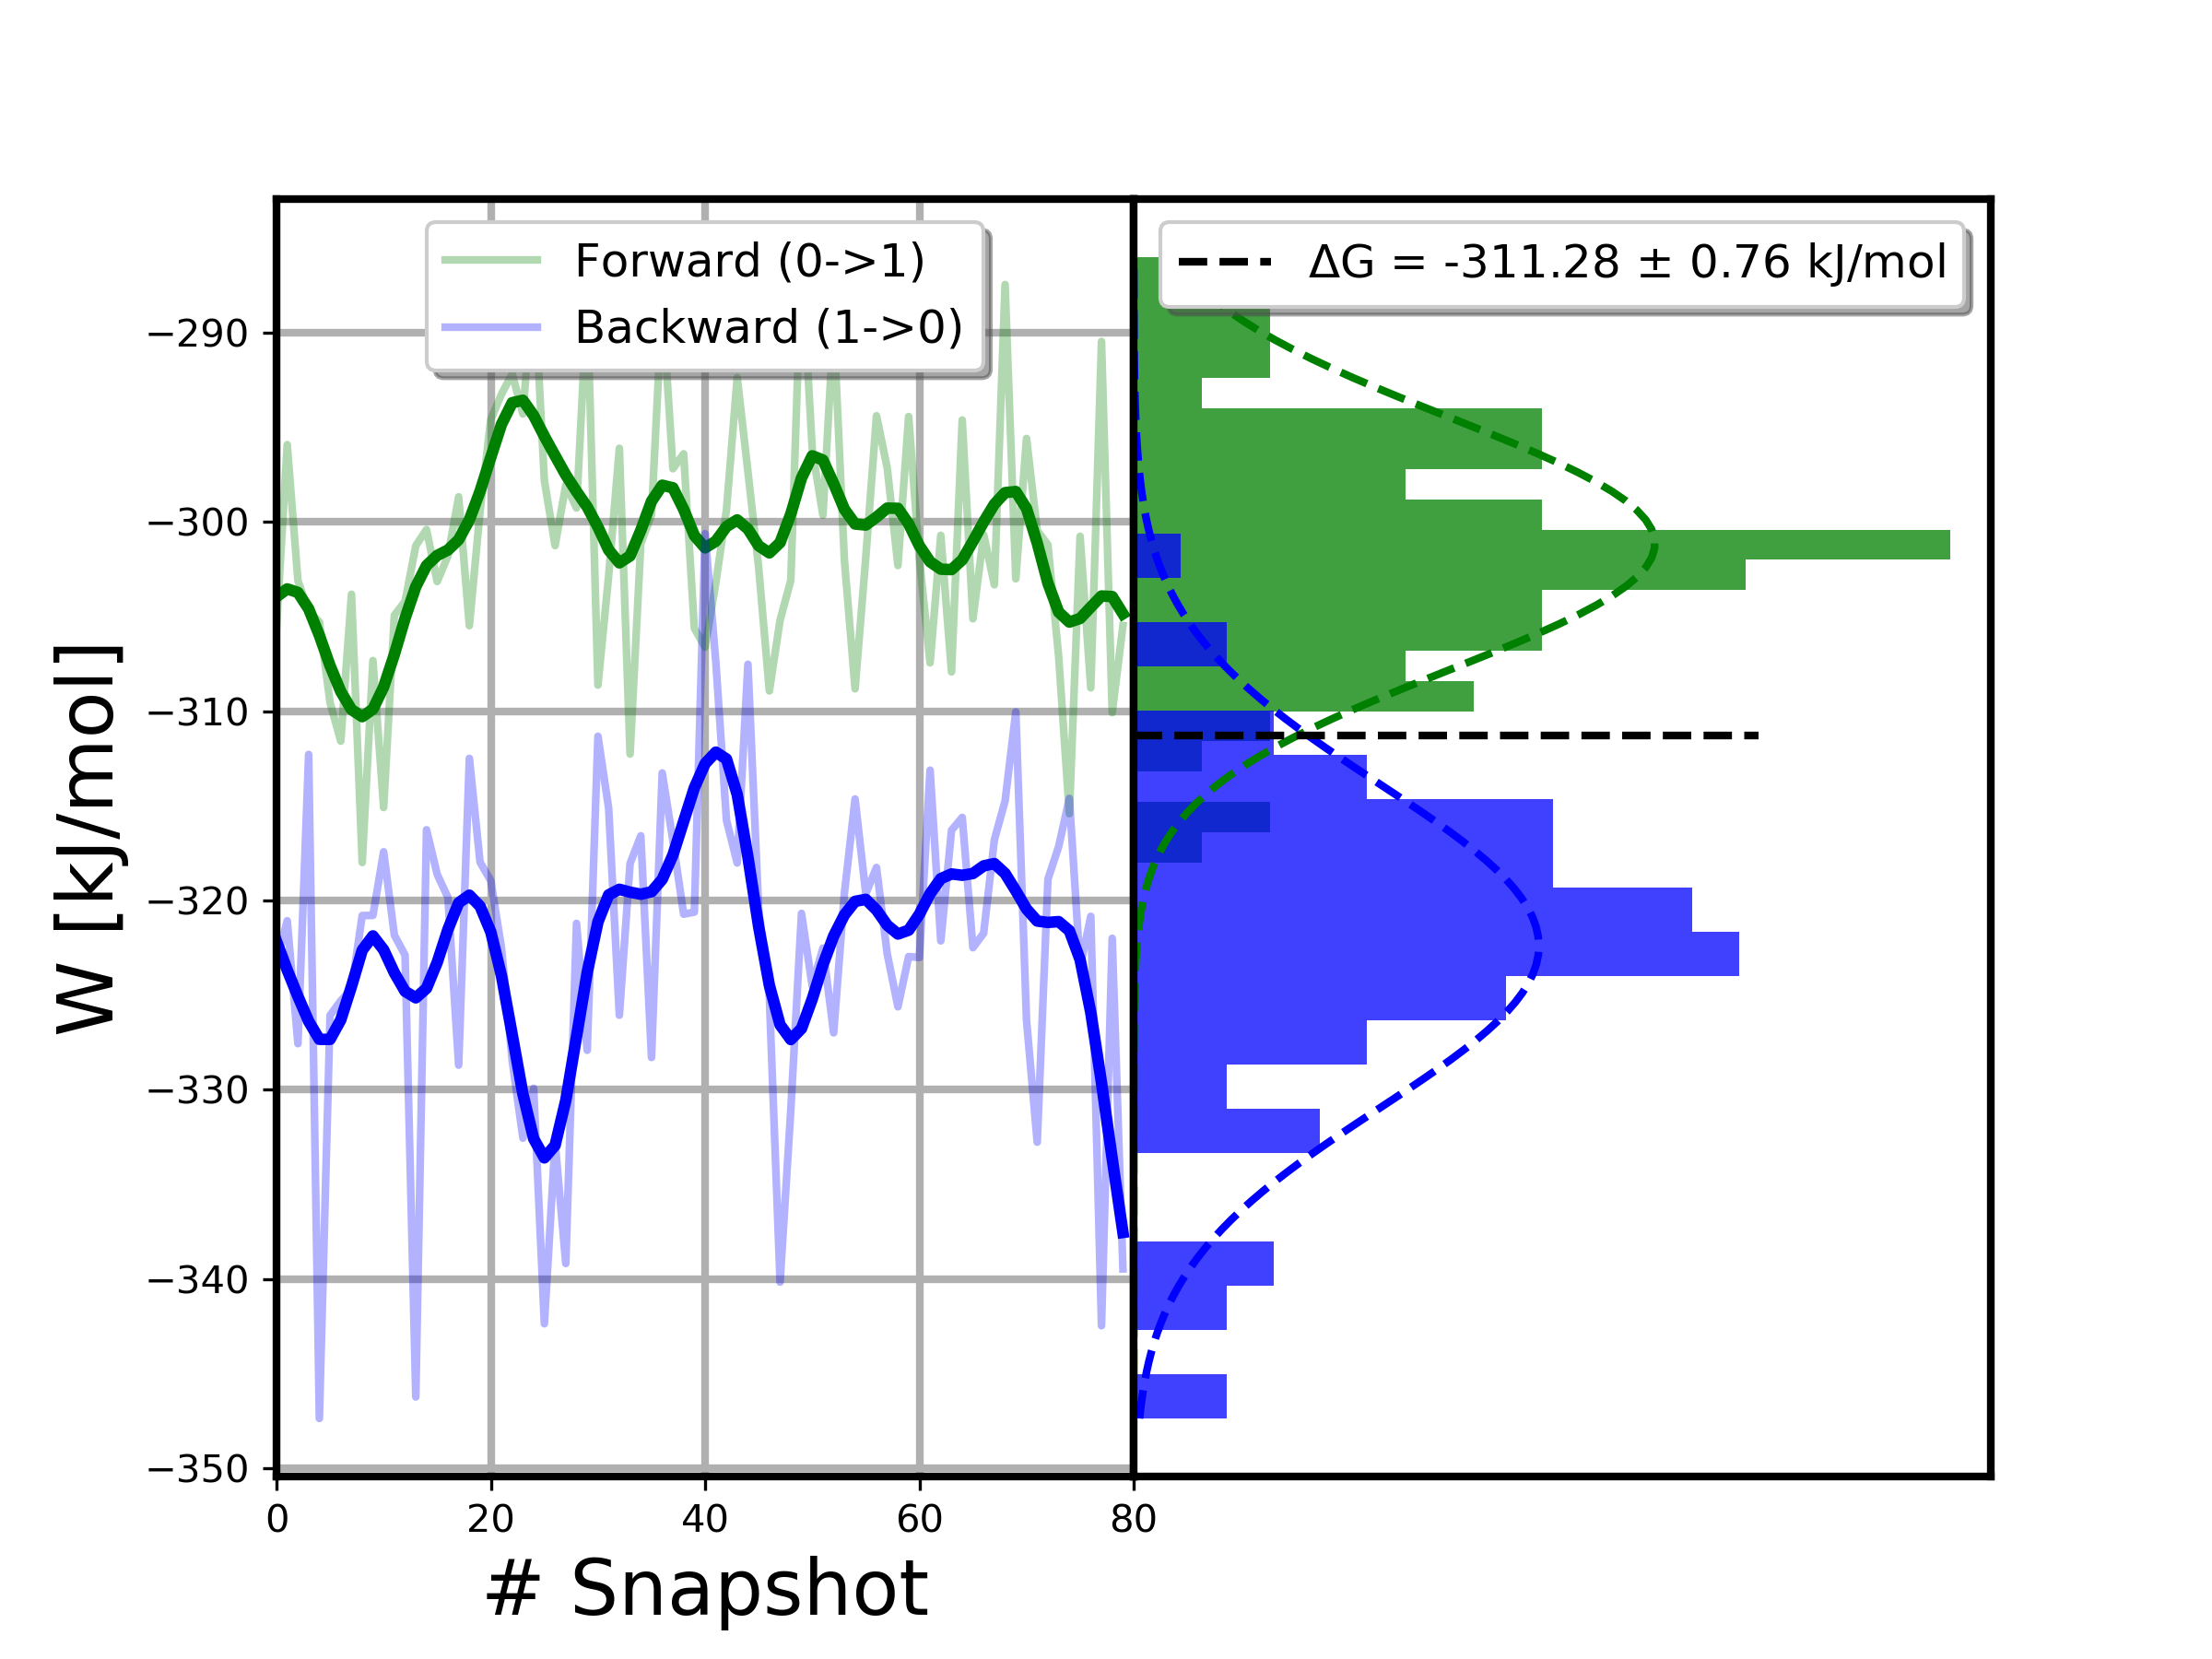 Forward (0->1)
Backward (1->0)
ΔG = -311.28 ± 0.76 kJ/mol
W [kJ/mol]
−290
−300
−310
−320
−330
−340
−350
0 20 40 60 80
# Snapshot